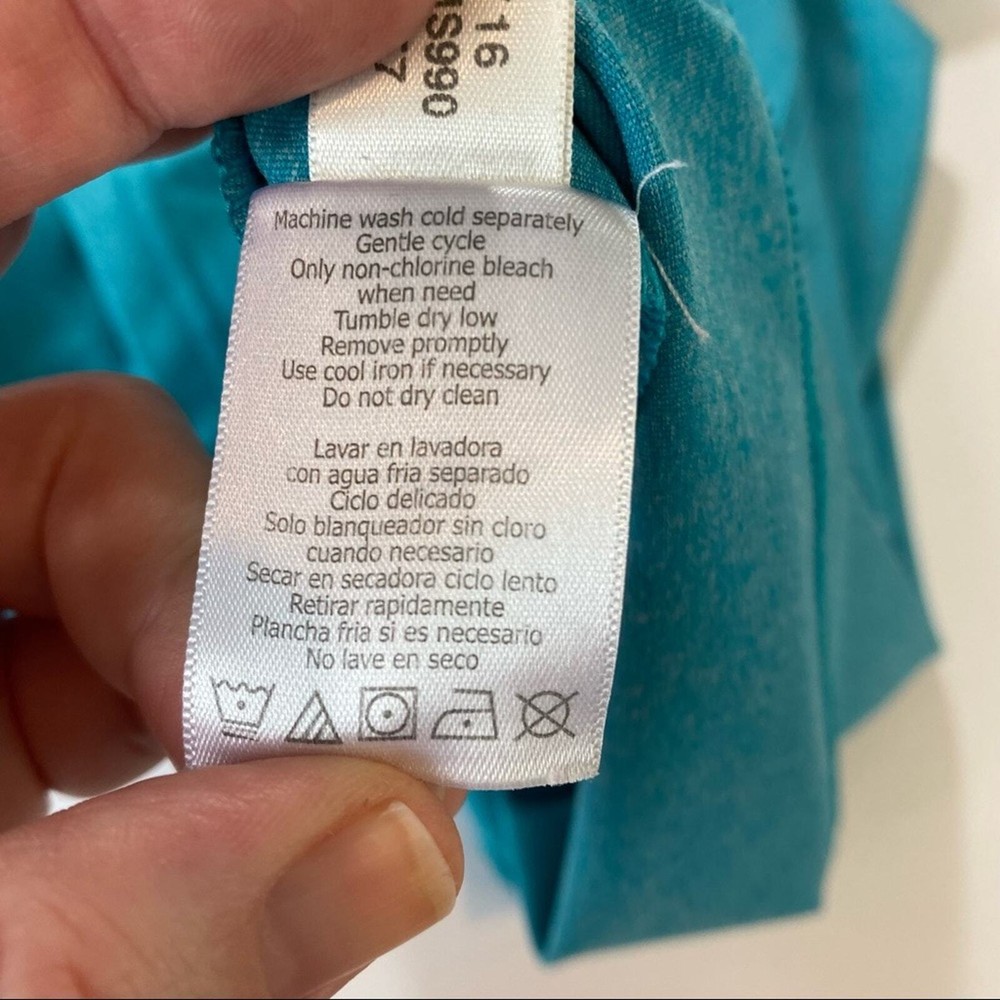 16
S990
7
Machine wash cold separately
Gentle cycle
Only non-chlorine bleach
when need
Tumble dry low
Remove promptly
Use cool iron if necessary
Do not dry clean
Lavar en lavadora
con agua fria separado
Ciclo delicado
Solo blanqueador sin cloro
cuando necesario
Secar en secadora ciclo lento
Retirar rapidamente
Plancha fria si es necesario
No lave en seco